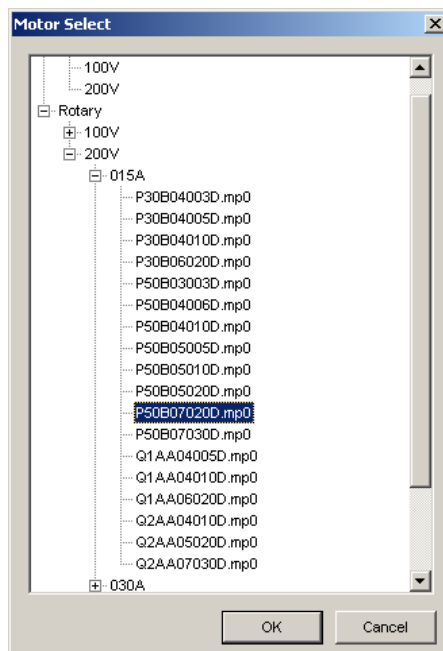 Motor Select
100V
200V
Rotary
100V
200V
015A
P30B04003D.mp0
P30B04005D.mp0
P30B04010D.mp0
P30B06020D.mp0
P50B03003D.mp0
P50B04006D.mp0
P50B04010D.mp0
P50B05005D.mp0
P50B05010D.mp0
P50B05020D.mp0
P50B07020D.mp0
P50B07030D.mp0
Q1AA04005D.mp0
Q1AA04010D.mp0
Q1AA06020D.mp0
Q2AA04010D.mp0
Q2AA05020D.mp0
Q2AA07030D.mp0
030A
OK Cancel